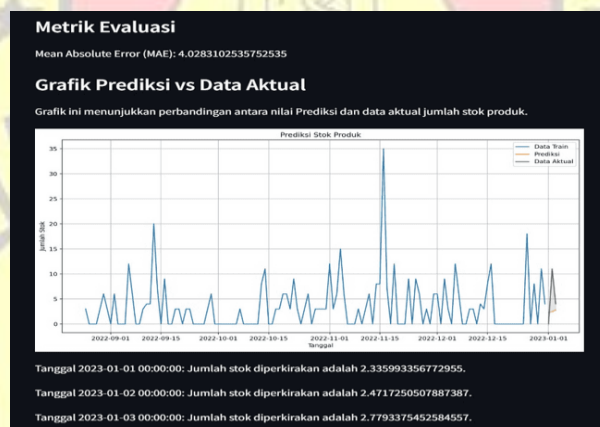 Metrik Evaluasi
Mean Absolute Error (MAE): 4.0283102535752535
Grafik Prediksi vs Data Aktual
Grafik ini menunjukkan perbandingan antara nilai Prediksi dan data aktual jumlah stok produk.
Prediksi Stok Produk
Data Train
Prediksi
Data Aktual
Jumlah Stok
35
30
25
20
15
10
5
0
2022-09-01 2022-09-15 2022-10-01 2022-10-15 2022-11-01 2022-11-15 2022-12-01 2022-12-15 2023-01-01
Tanggal
Tanggal 2023-01-01 00:00:00: Jumlah stok diperkirakan adalah 2.335993356772955.
Tanggal 2023-01-02 00:00:00: Jumlah stok diperkirakan adalah 2.4717250507887387.
Tanggal 2023-01-03 00:00:00: Jumlah stok diperkirakan adalah 2.7793375452584557.